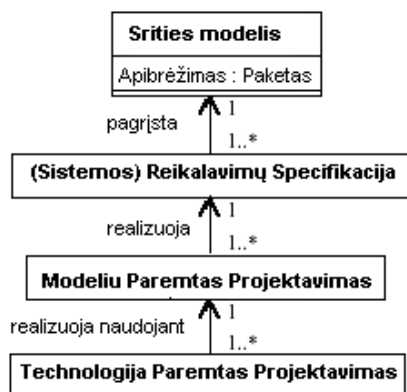 Srities modelis
Apibrėžimas : Paketas
1
pagrįsta
1..*
(Sistemos) Reikalavimų Specifikacija
1
realizuoja
1..*
Modeliu Paremtas Projektavimas
1
realizuoja naudojant
1..*
Technologija Paremtas Projektavimas